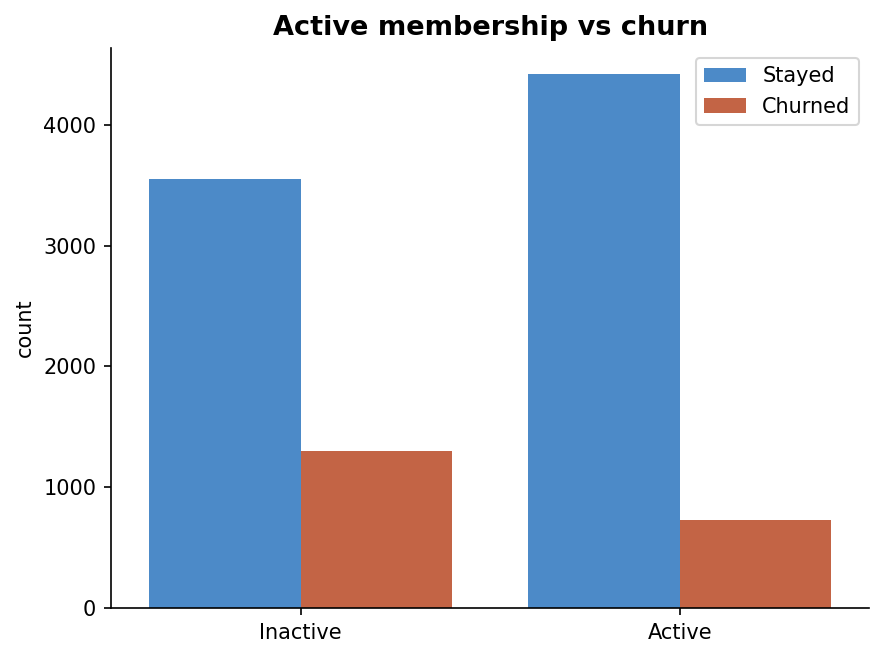 Active membership vs churn
Stayed
Churned
count
4000
3000
2000
1000
0
Inactive
Active